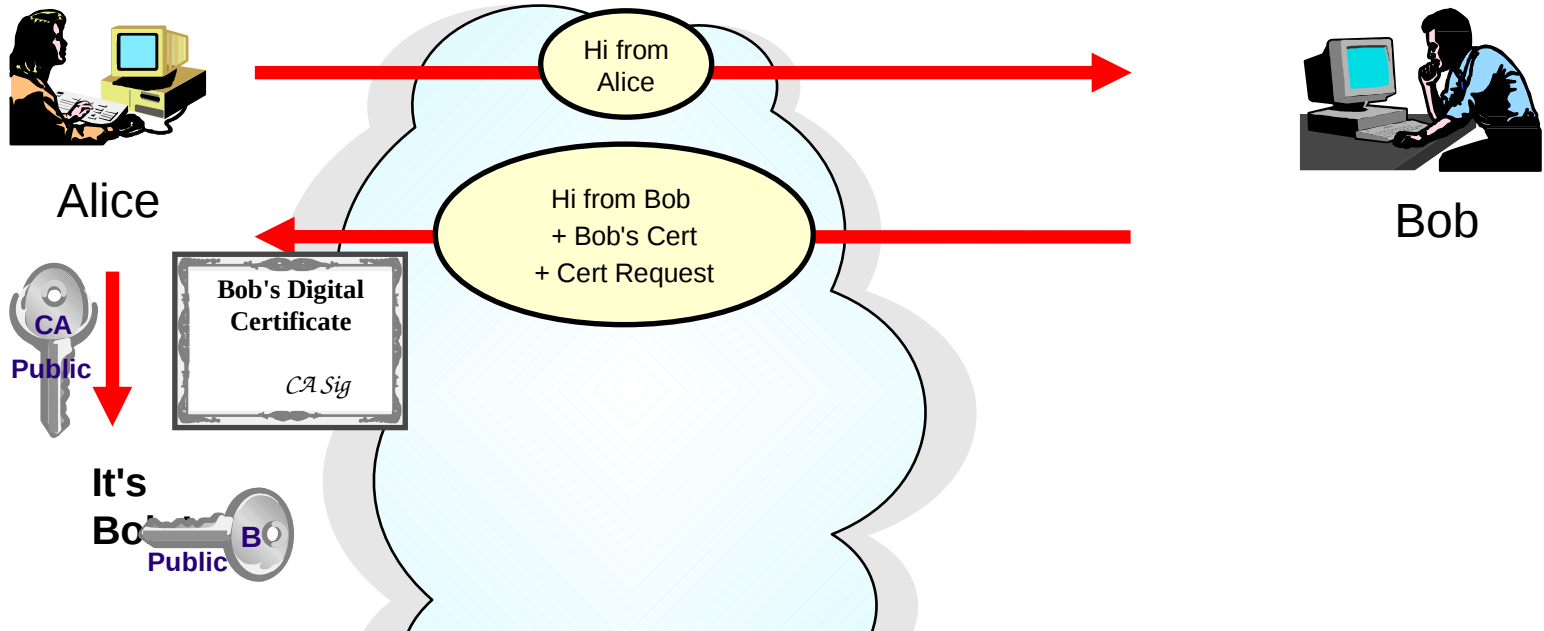 Hi from
Alice
Alice
Hi from Bob
+ Bob's Cert
+ Cert Request
Bob
Bob's Digital
Certificate
CA Sig
CA
Public
It's
B
Public